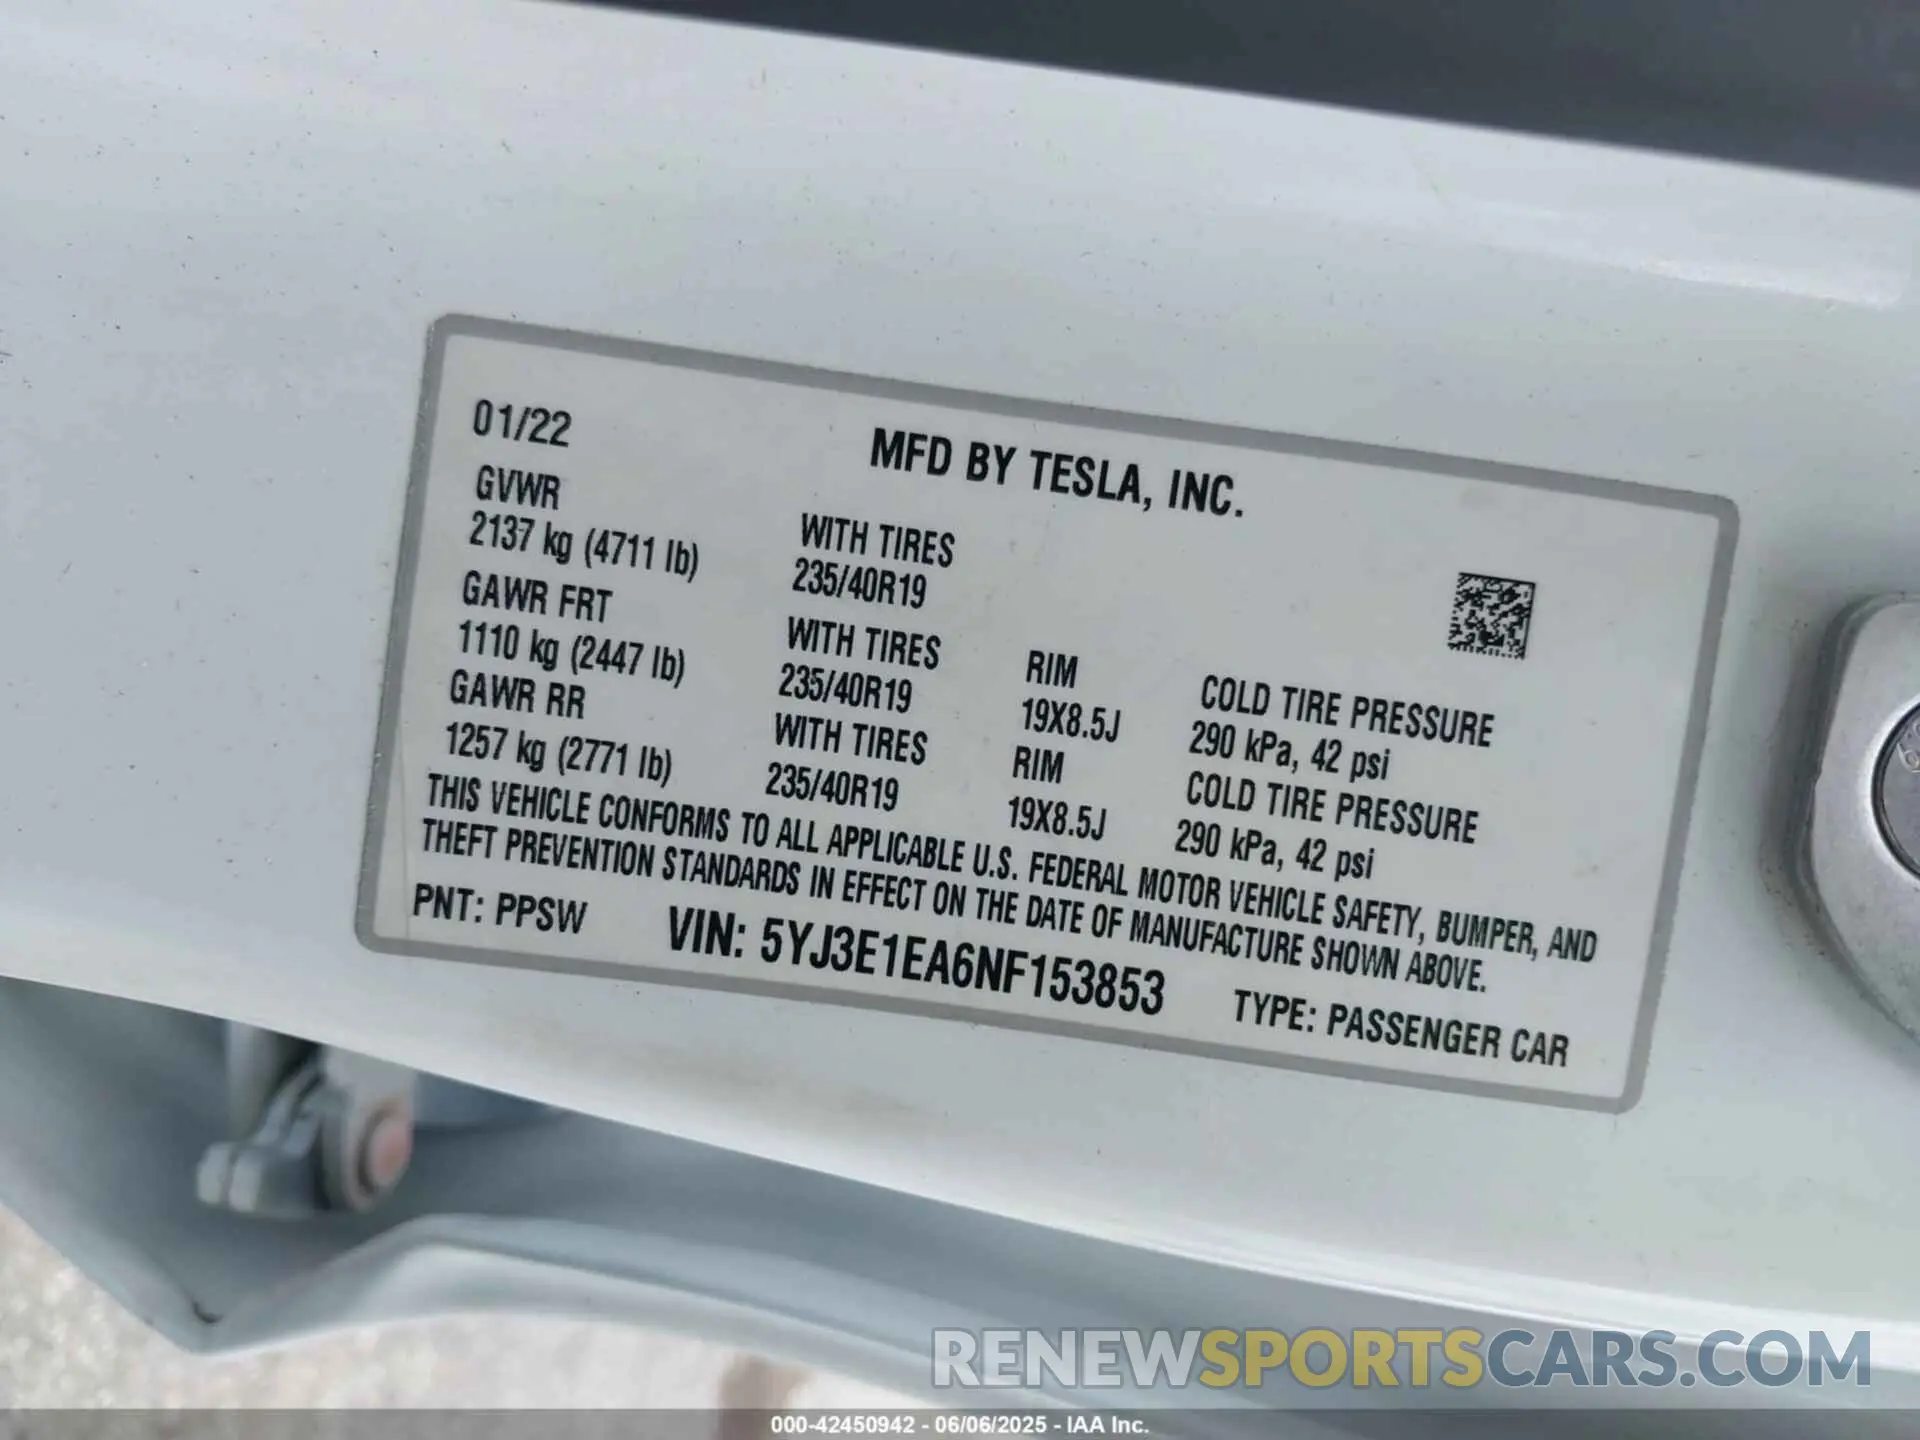 01/22
MFD BY TESLA, INC.
GVWR
2137 kg (4711 lb)
WITH TIRES
235/40R19
GAWR FRT
1110 kg (2447 lb)
WITH TIRES
235/40R19
RIM
19X8.5J
COLD TIRE PRESSURE
290 kPa, 42 psi
GAWR RR
1257 kg (2771 lb)
WITH TIRES
235/40R19
RIM
19X8.5J
COLD TIRE PRESSURE
290 kPa, 42 psi
THIS VEHICLE CONFORMS TO ALL APPLICABLE U.S. FEDERAL MOTOR VEHICLE SAFETY, BUMPER, AND
THEFT PREVENTION STANDARDS IN EFFECT ON THE DATE OF MANUFACTURE SHOWN ABOVE.
PNT: PPSW
VIN: 5YJ3E1EA6NF153853
TYPE: PASSENGER CAR
RENEWSPORTSCARS.COM
000-42450942 - 06/06/2025 - IAA Inc.